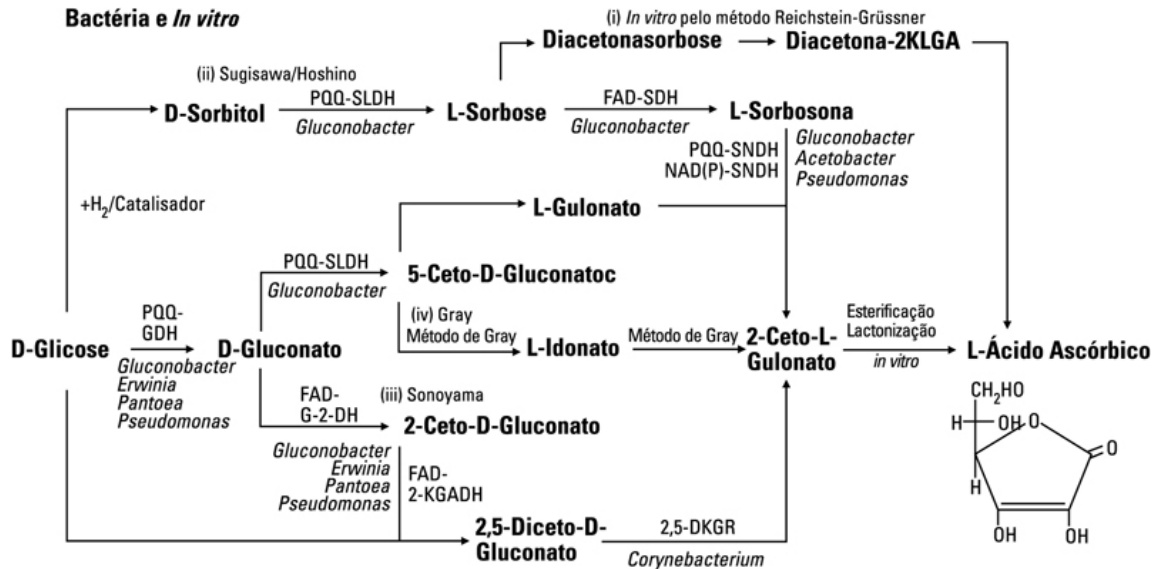 Bactéria e In vitro
(i) In vitro pelo método Reichstein-Grüssner
Diacetonasorbose
Diacetona-2KLGA
(ii) Sugisawa/Hoshino
D-Sorbitol
PQQ-SLDH
Gluconobacter
L-Sorbose
FAD-SDH
Gluconobacter
L-Sorbosona
PQQ-SNDH
NAD(P)-SNDH
Gluconobacter
Acetobacter
Pseudomonas
+H2/Catalisador
L-Gulonato
PQQ-SLDH
Gluconobacter
5-Ceto-D-Gluconatoc
(iv) Gray
Método de Gray
L-Idonato
Método de Gray
2-Ceto-L-
Gulonato
Esterificação
Lactonização
in vitro
L-Ácido Ascórbico
D-Glicose
PQQ-
GDH
Gluconobacter
Erwinia
Pantoea
Pseudomonas
D-Gluconato
FAD-
G-2-DH
(iii) Sonoyama
2-Ceto-D-Gluconato
Gluconobacter
Erwinia
Pantoea
Pseudomonas
FAD-
2-KGADH
2,5-Diceto-D-
Gluconato
2,5-DKGR
Corynebacterium
CH2HO
H
OH
O
O
H
OH
OH